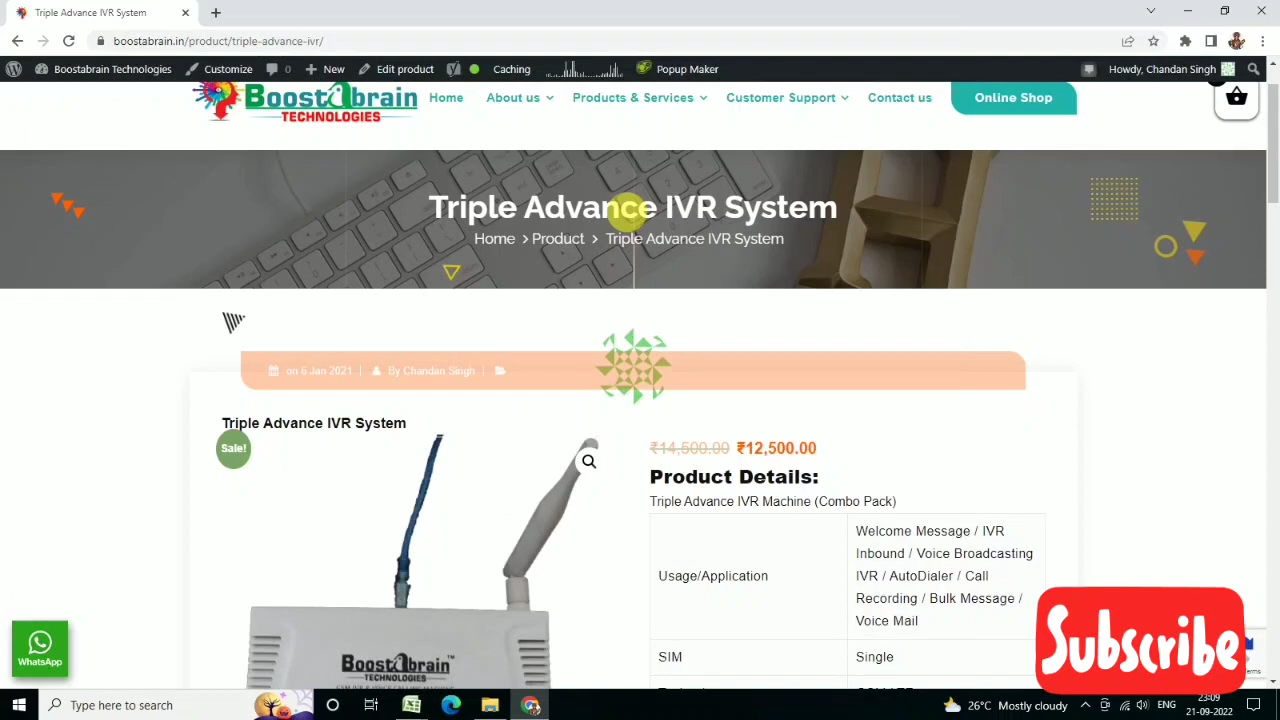 Triple Advance IVR System
boostabrain.in/product/triple-advance-ivr/
Boostabrain Technologies Customize 0 New Edit product Caching Popup Maker Howdy, Chandan Singh
Boostabrain
TECHNOLOGIES
Home About us Products & Services Customer Support Contact us Online Shop
Triple Advance IVR System
Home Product Triple Advance IVR System
on 6 Jan 2021 | By Chandan Singh |
Triple Advance IVR System
Sale!
₹14,500.00 ₹12,500.00
Product Details:
Triple Advance IVR Machine (Combo Pack)
Usage/Application
Welcome Message / IVR
Inbound / Voice Broadcasting
IVR / AutoDialer / Call
Recording / Bulk Message /
Voice Mail
SIM Single
Boostabrain™
TECHNOLOGIES
WhatsApp
Subscribe
Type here to search
26°C Mostly cloudy
ENG
23:09
21-09-2022